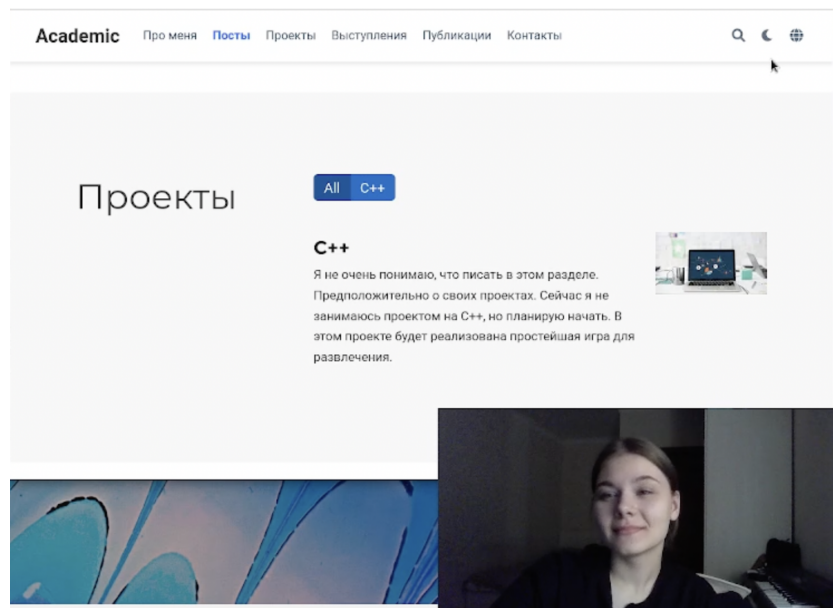 Academic Про меня Посты Проекты Выступления Публикации Контакты
Проекты
All C++
C++
Я не очень понимаю, что писать в этом разделе.
Предположительно о своих проектах. Сейчас я не
занимаюсь проектом на C++, но планирую начать. В
этом проекте будет реализована простейшая игра для
развлечения.